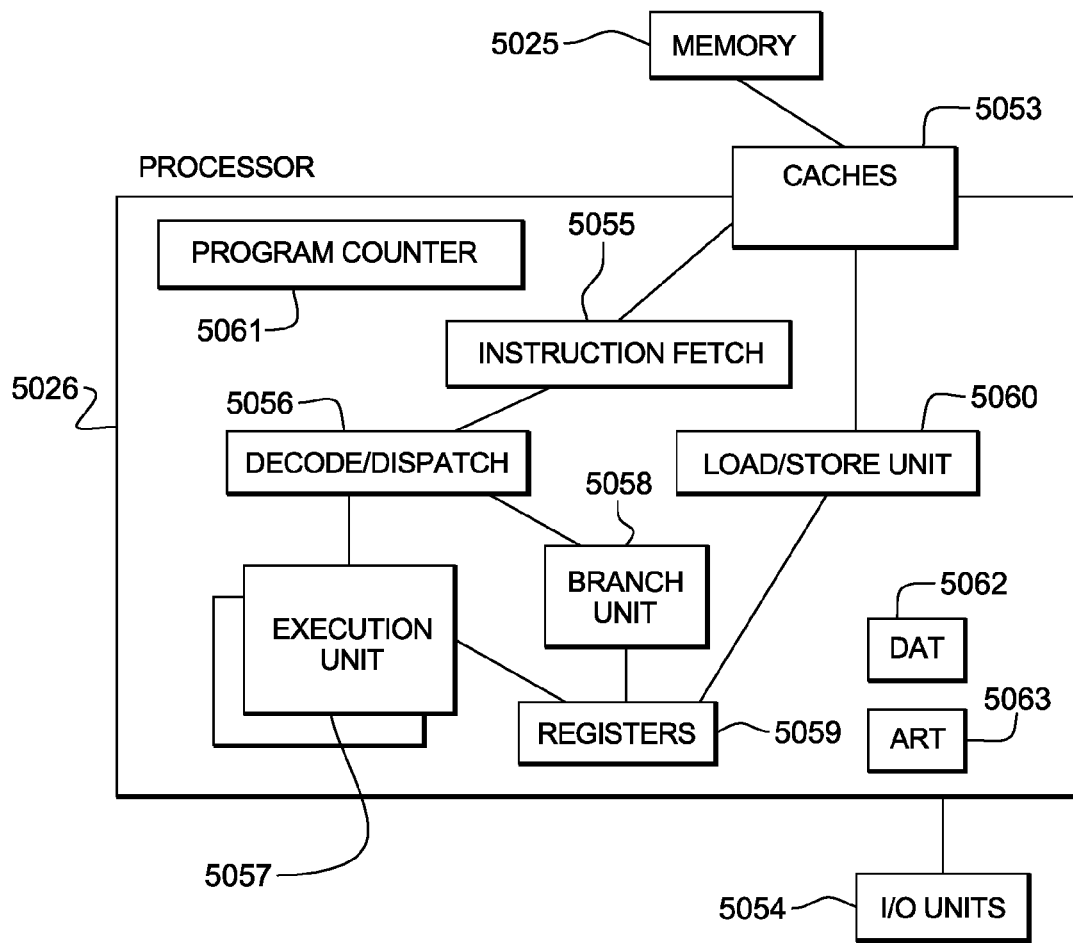 MEMORY
5025
5053
CACHES
PROCESSOR
5055
PROGRAM COUNTER
5061
INSTRUCTION FETCH
5026
5056
5060
DECODE/DISPATCH
LOAD/STORE UNIT
5058
BRANCH
UNIT
5062
EXECUTION
UNIT
DAT
5063
REGISTERS
5059
ART
5057
5054
I/O UNITS